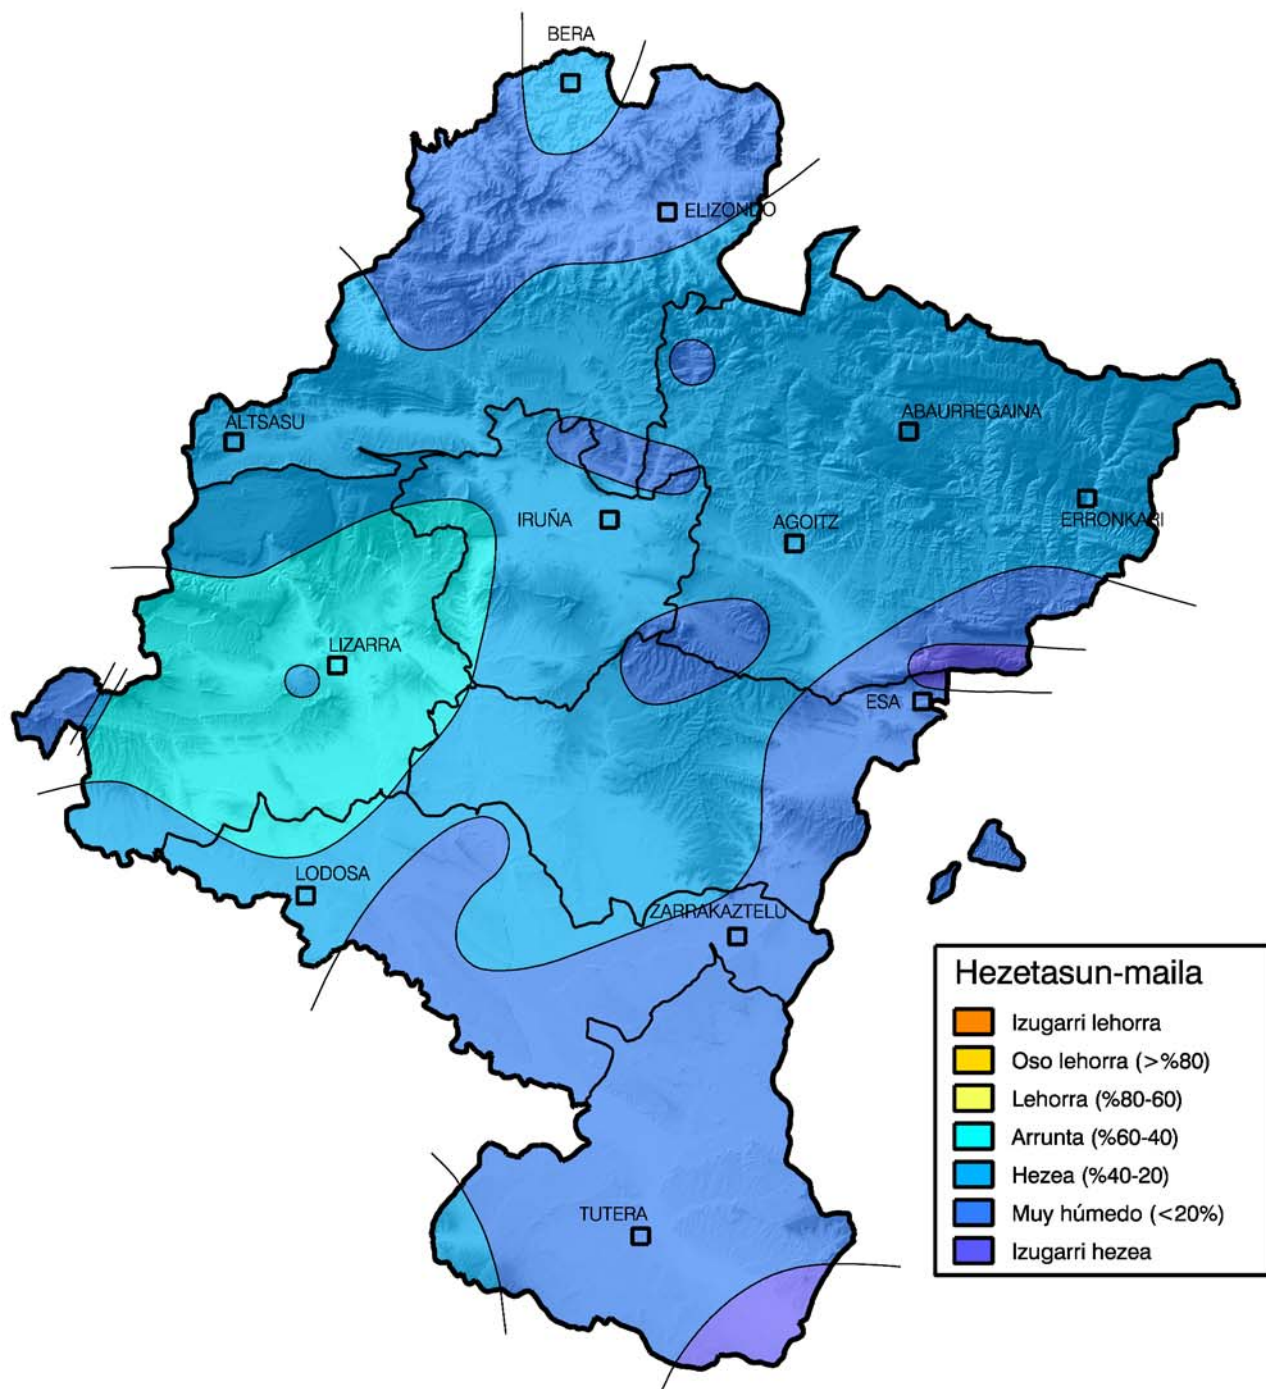 BERA
ELIZONDO
ALTSASU
ABAURREGAINA
IRUÑA
AGOITZ
ERRONKARI
LIZARRA
ESA
LODOSA
ZARRAKAZTELU
TUTERA
Hezetasun-maila
Izugarri lehorra
Oso lehorra (>%80)
Lehorra (%80-60)
Arrunta (%60-40)
Hezea (%40-20)
Muy húmedo (<20%)
Izugarri hezea